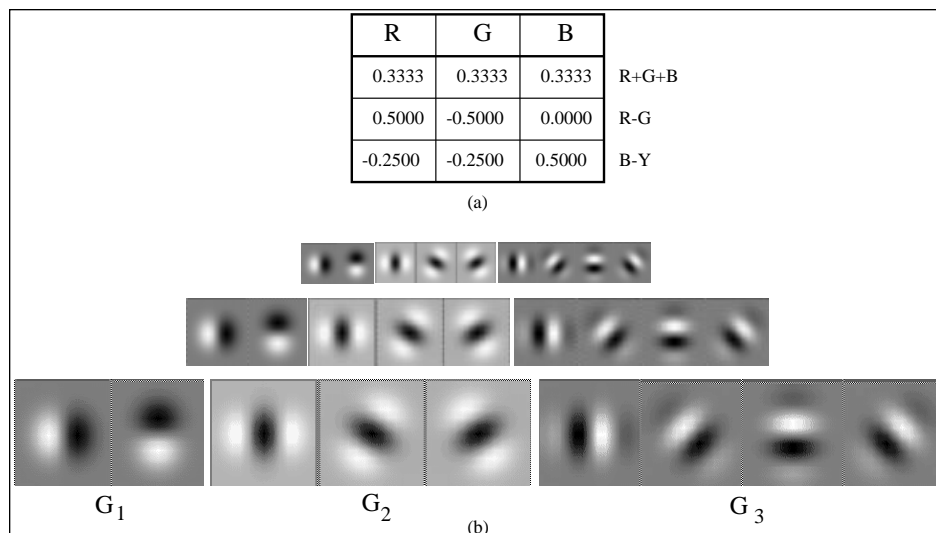 R G B
0.3333 0.3333 0.3333 R+G+B
0.5000 -0.5000 0.0000 R-G
-0.2500 -0.2500 0.5000 B-Y
(a)
G1 G2 G3
(b)